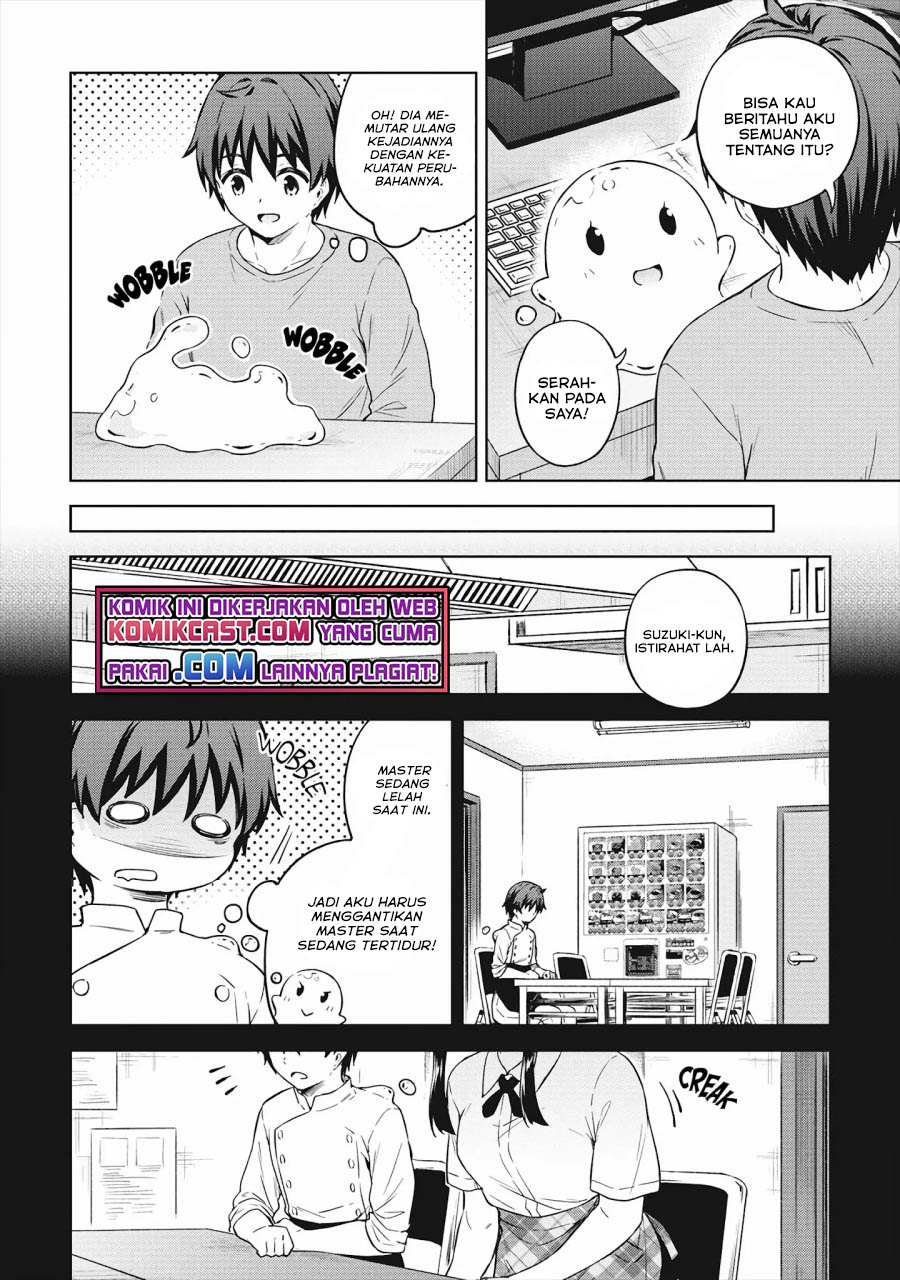 BISA KAU
BERITAHU AKU
SEMUANYA
TENTANG ITU?
SERAH-
KAN PADA
SAYA!
OH! DIA ME-
MUTAR ULANG
KEJADIANNYA
DENGAN KE-
KUATAN PERU-
BAHANNYA.
WOBBLE
WOBBLE
SUZUKI-KUN,
ISTIRAHAT LAH.
KOMIK INI DIKERJAKAN OLEH WEB
KOMIKCAST.COM YANG CUMA
PAKAI .COM LAINNYA PLAGIAT!
WOBBLE
MASTER
SEDANG
LELAH
SAAT INI.
JADI AKU HARUS
MENGGANTIKAN
MASTER SAAT
SEDANG TERTIDUR!
CREAK